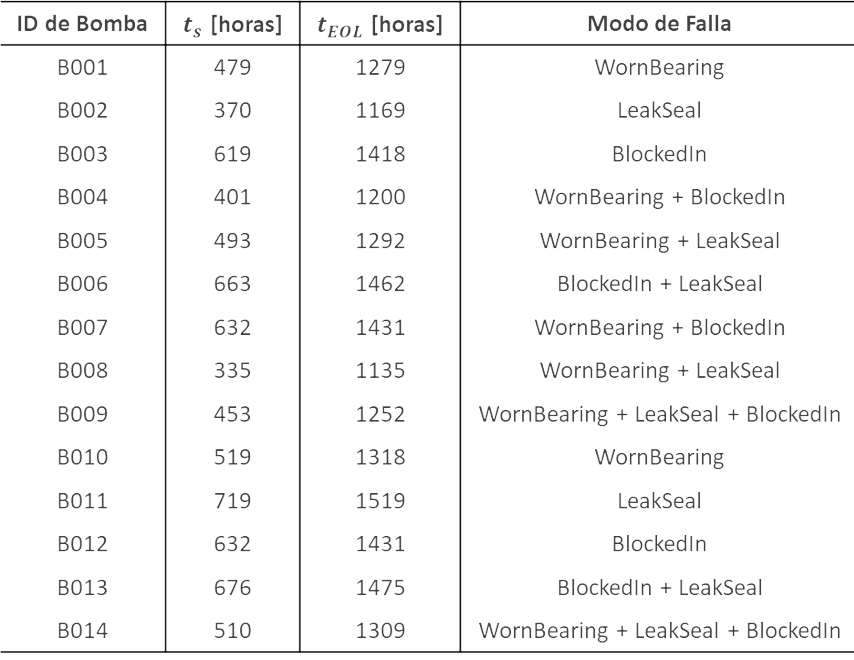 ID de Bomba t_s [horas] t_EOL [horas] Modo de Falla
B001 479 1279 WornBearing
B002 370 1169 LeakSeal
B003 619 1418 BlockedIn
B004 401 1200 WornBearing + BlockedIn
B005 493 1292 WornBearing + LeakSeal
B006 663 1462 BlockedIn + LeakSeal
B007 632 1431 WornBearing + BlockedIn
B008 335 1135 WornBearing + LeakSeal
B009 453 1252 WornBearing + LeakSeal + BlockedIn
B010 519 1318 WornBearing
B011 719 1519 LeakSeal
B012 632 1431 BlockedIn
B013 676 1475 BlockedIn + LeakSeal
B014 510 1309 WornBearing + LeakSeal + BlockedIn